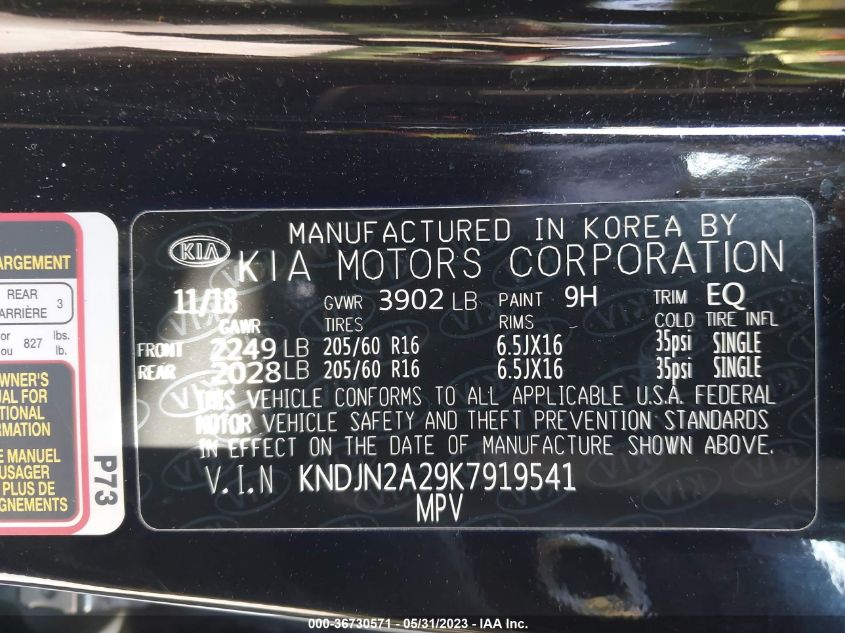 ARGEMENT
REAR
ARRIÈRE 3
or
ou 827 lbs.
lb.
WNER'S
UAL FOR
TIONAL
RMATION
E MANUEL
USAGER
PLUS DE
GNEMENTS
P73
KIA
MANUFACTURED IN KOREA BY
KIA MOTORS CORPORATION
11/18 GVWR 3902 LB PAINT 9H TRIM EQ
GAWR TIRES RIMS COLD TIRE INFL
FRONT 2249 LB 205/60 R16 6.5JX16 35psi SINGLE
REAR 2028 LB 205/60 R16 6.5JX16 35psi SINGLE
THIS VEHICLE CONFORMS TO ALL APPLICABLE U.S.A. FEDERAL
MOTOR VEHICLE SAFETY AND THEFT PREVENTION STANDARDS
IN EFFECT ON THE DATE OF MANUFACTURE SHOWN ABOVE.
V.I.N KNDJN2A29K7919541
MPV
000-36730571 / 05/31/2023 - IAA Inc.